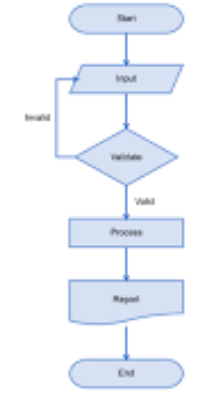 Start
Input
Invalid
Validate
Valid
Process
Report
End